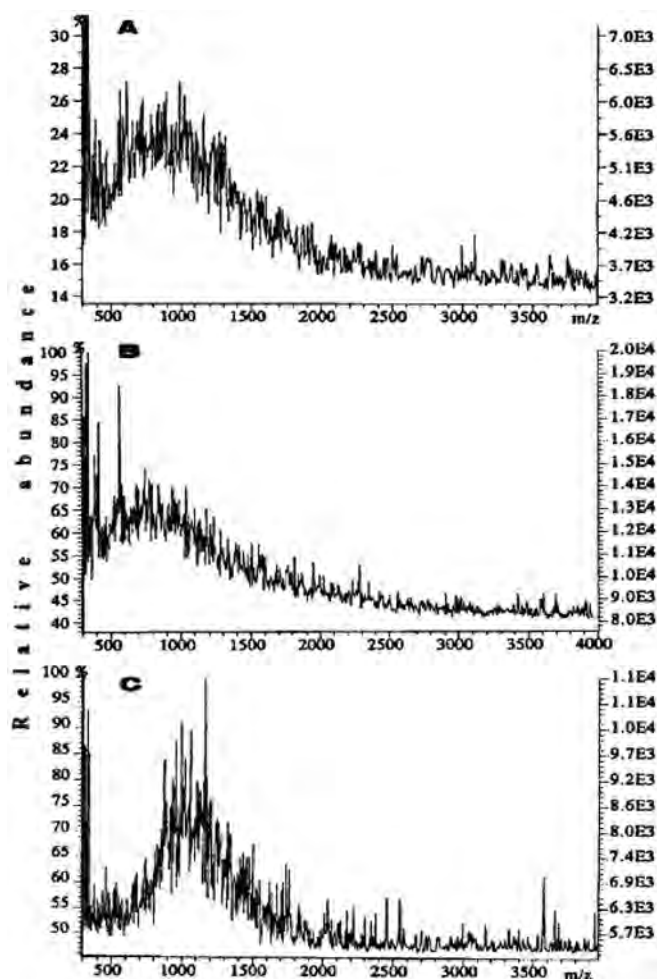 Relative abundance
%
A
30
28
26
24
22
20
18
16
14
7.0E3
6.5E3
6.0E3
5.6E3
5.1E3
4.6E3
4.2E3
3.7E3
3.2E3
500 1000 1500 2000 2500 3000 3500 m/z
%
B
100
95
90
85
80
75
70
65
60
55
50
45
40
2.0E4
1.9E4
1.8E4
1.7E4
1.6E4
1.5E4
1.4E4
1.3E4
1.2E4
1.1E4
1.0E4
9.0E3
8.0E3
500 1000 1500 2000 2500 3000 3500 4000
100 %
C
95
90
85
80
75
70
65
60
55
50
1.1E4
1.1E4
1.0E4
9.7E3
9.2E3
8.6E3
8.0E3
7.4E3
6.9E3
6.3E3
5.7E3
500 1000 1500 2000 2500 3000 3500 m/z